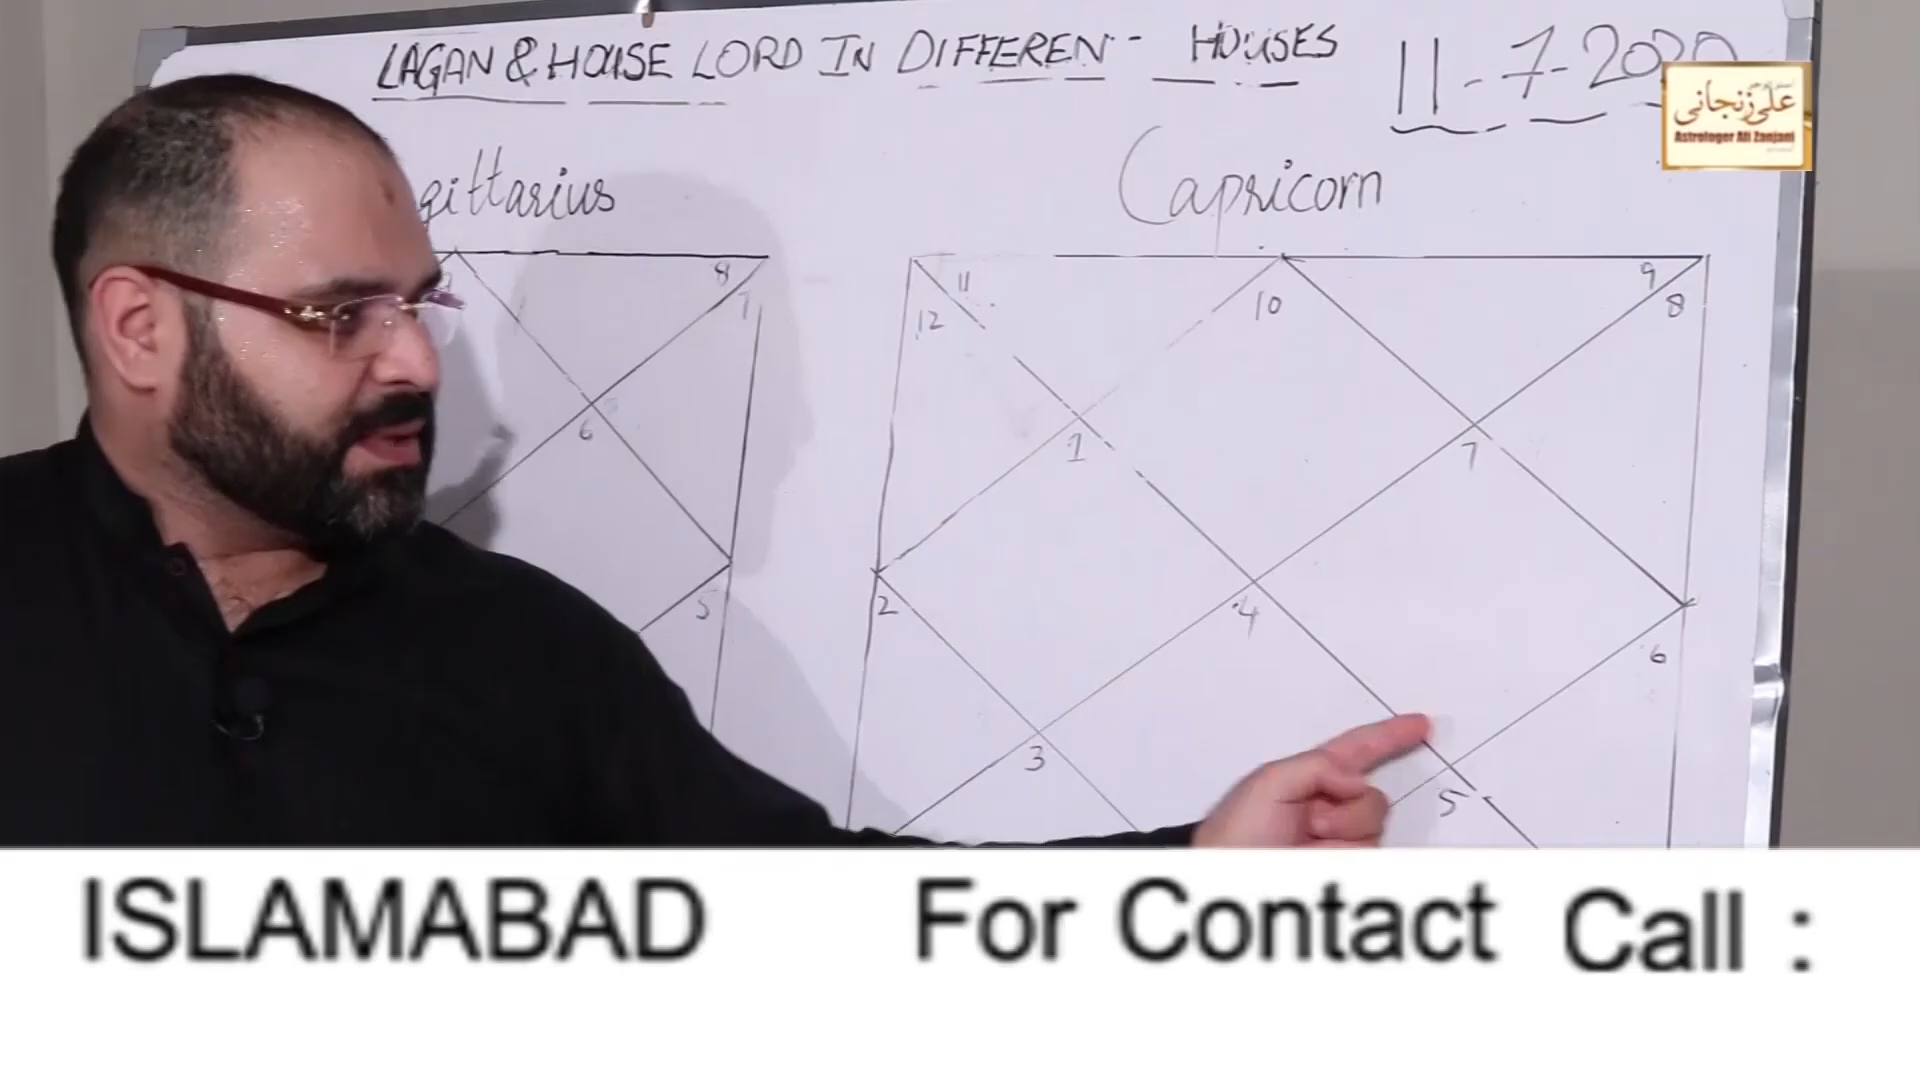 LAGAN & HOUSE LORD IN DIFFEREN - HOUSES
11-7-2020
علی زنجانی
Astrologer Ali Zanjani
gittarius
Capricorn
8
7
6
5
11
12
10
9
8
1
7
2
4
6
3
5
ISLAMABAD For Contact Call :